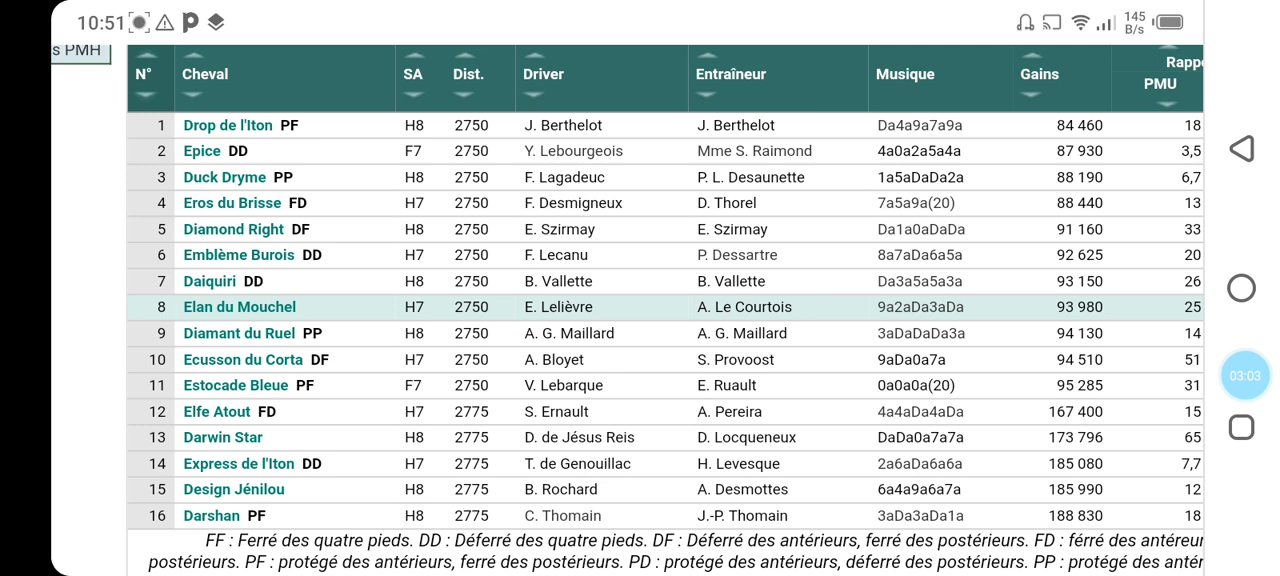 10:51 145 B/s
s PMH
N° Cheval SA Dist. Driver Entraîneur Musique Gains Rappo
PMU
1 Drop de l'Iton PF H8 2750 J. Berthelot J. Berthelot Da4a9a7a9a 84 460 18
2 Epice DD F7 2750 Y. Lebourgeois Mme S. Raimond 4a0a2a5a4a 87 930 3,5
3 Duck Dryme PP H8 2750 F. Lagadeuc P. L. Desaunette 1a5aDaDa2a 88 190 6,7
4 Eros du Brisse FD H7 2750 F. Desmigneux D. Thorel 7a5a9a(20) 88 440 13
5 Diamond Right DF H8 2750 E. Szirmay E. Szirmay Da1a0aDaDa 91 160 33
6 Emblème Burois DD H7 2750 F. Lecanu P. Dessartre 8a7aDa6a5a 92 625 20
7 Daiquiri DD H8 2750 B. Vallette B. Vallette Da3a5a5a3a 93 150 26
8 Elan du Mouchel H7 2750 E. Lelièvre A. Le Courtois 9a2aDa3aDa 93 980 25
9 Diamant du Ruel PP H8 2750 A. G. Maillard A. G. Maillard 3aDaDaDa3a 94 130 14
10 Ecusson du Corta DF H7 2750 A. Bloyet S. Provoost 9aDa0a7a 94 510 51
11 Estocade Bleue PF F7 2750 V. Lebarque E. Ruault 0a0a0a(20) 95 285 31
12 Elfe Atout FD H7 2775 S. Ernault A. Pereira 4a4aDa4aDa 167 400 15
13 Darwin Star H8 2775 D. de Jésus Reis D. Locqueneux DaDa0a7a7a 173 796 65
14 Express de l'Iton DD H7 2775 T. de Genouillac H. Levesque 2a6aDa6a6a 185 080 7,7
15 Design Jénilou H8 2775 B. Rochard A. Desmottes 6a4a9a6a7a 185 990 12
16 Darshan PF H8 2775 C. Thomain J.-P. Thomain 3aDa3aDa1a 188 830 18
FF : Ferré des quatre pieds. DD : Déferré des quatre pieds. DF : Déferré des antérieurs, ferré des postérieurs. FD : férré des antéreur
postérieurs. PF : protégé des antérieurs, ferré des postérieurs. PD : protégé des antérieurs, déferré des postérieurs. PP : protégé des antér
03:03